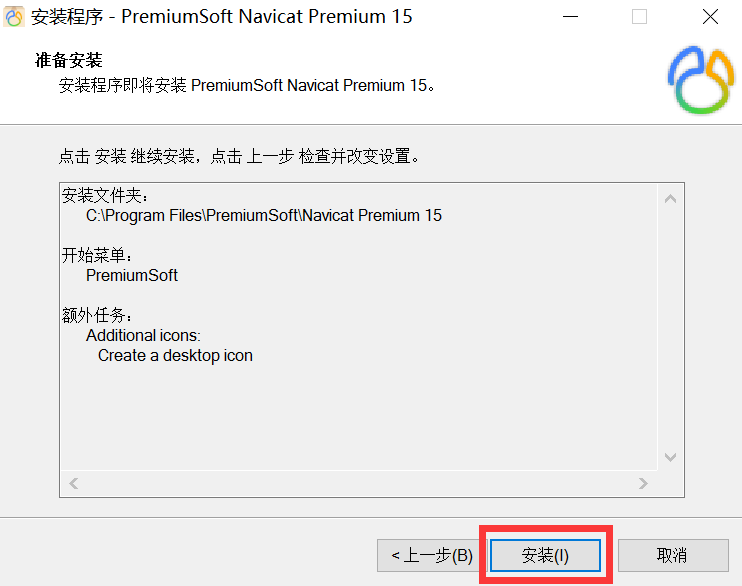 安装程序 - PremiumSoft Navicat Premium 15
准备安装
安装程序即将安装 PremiumSoft Navicat Premium 15。
点击 安装 继续安装，点击 上一步 检查并改变设置。
安装文件夹：
C:\Program Files\PremiumSoft\Navicat Premium 15
开始菜单：
PremiumSoft
额外任务：
Additional icons:
Create a desktop icon
< 上一步(B) 安装(I) 取消